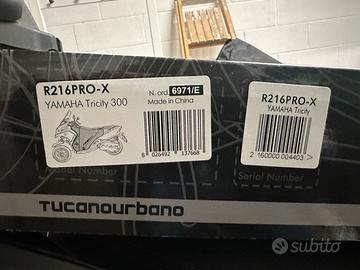 R216PRO-X
YAMAHA Tricity 300
N. ord. 6971/E
Made in China
8 026492 137668
Model Number
R216PRO-X
YAMAHA Tricity
2 160000 004403 >
Serial Number
TUCANOURBANO
subito